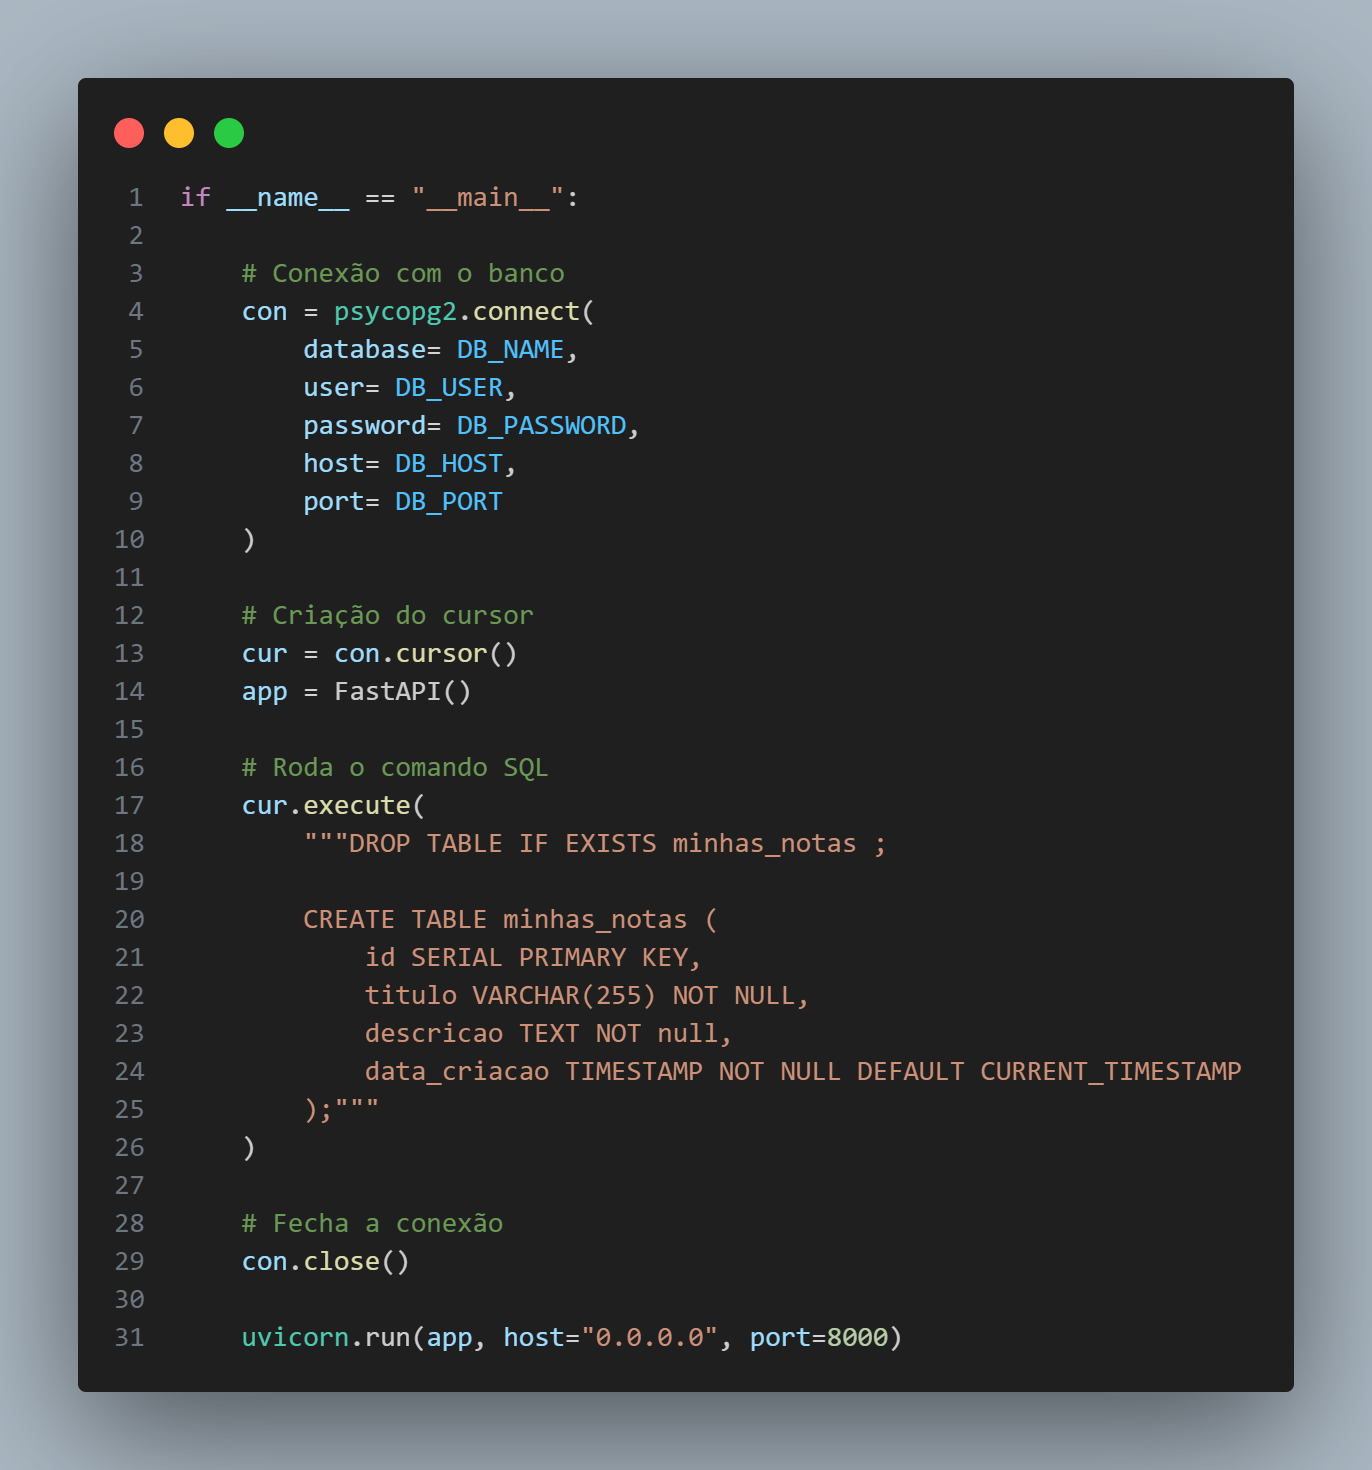 1 if __name__ == "__main__":
2
3     # Conexão com o banco
4     con = psycopg2.connect(
5         database= DB_NAME,
6         user= DB_USER,
7         password= DB_PASSWORD,
8         host= DB_HOST,
9         port= DB_PORT
10     )
11
12     # Criação do cursor
13     cur = con.cursor()
14     app = FastAPI()
15
16     # Roda o comando SQL
17     cur.execute(
18         """DROP TABLE IF EXISTS minhas_notas ;
19
20         CREATE TABLE minhas_notas (
21             id SERIAL PRIMARY KEY,
22             titulo VARCHAR(255) NOT NULL,
23             descricao TEXT NOT null,
24             data_criacao TIMESTAMP NOT NULL DEFAULT CURRENT_TIMESTAMP
25         );"""
26     )
27
28     # Fecha a conexão
29     con.close()
30
31     uvicorn.run(app, host="0.0.0.0", port=8000)